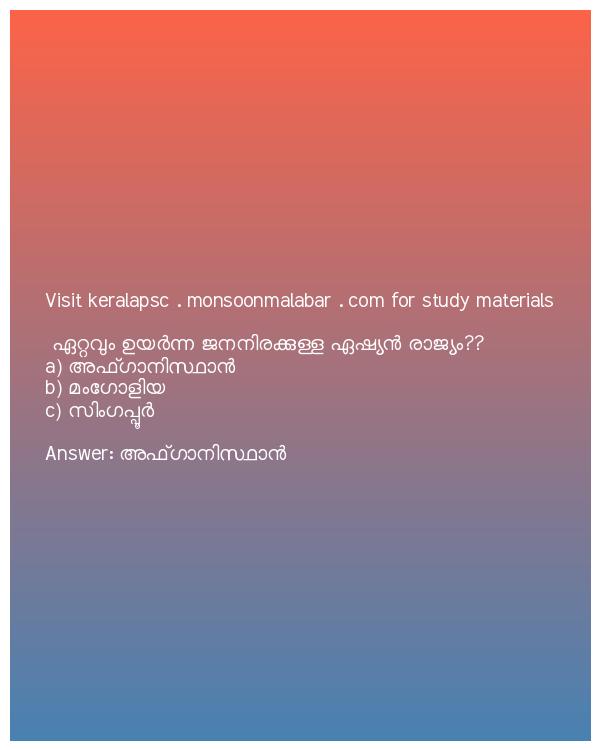 Visit keralapsc . monsoonmalabar . com for study materials
ഏറ്റവും ഉയർന്ന ജനനിരക്കുള്ള ഏഷ്യൻ രാജ്യം??
a) അഫ്ഗാനിസ്ഥാൻ
b) മംഗോളിയ
c) സിംഗപ്പൂർ
Answer: അഫ്ഗാനിസ്ഥാൻ